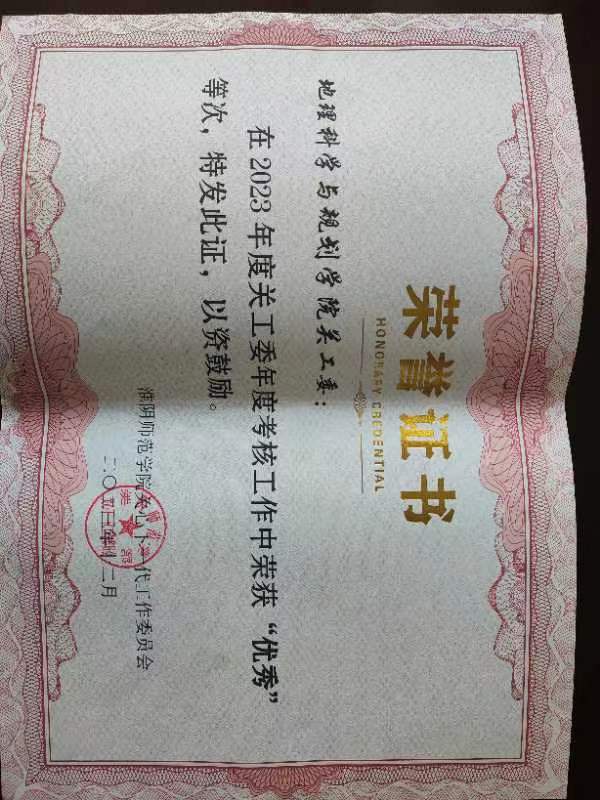 荣誉证书
HONORARY CREDENTIAL
地理科学与规划学院关工委：
在2023年度关工委年度考核工作中荣获“优秀”
等次，特发此证，以资鼓励。
淮阴师范学院关心下一代工作委员会
二〇二三年十二月